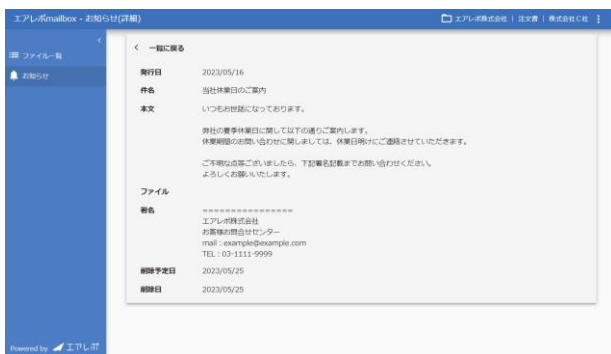 エアレポmailbox - お知らせ(詳細)
エアレポ株式会社 | 注文書 | 株式会社C社
ファイル一覧
お知らせ
一覧に戻る
発行日 2023/05/16
件名 当社休業日のご案内
本文 いつもお世話になっております。
弊社の夏季休業日に関して以下の通りご案内します。
休業期間のお問い合わせに関しましては、休業日明けにご連絡させていただきます。
ご不明な点等ございましたら、下記署名記載までお問い合わせください。
よろしくお願いいたします。
ファイル
署名 ================
エアレポ株式会社
お客様お問合せセンター
mail : example@example.com
TEL : 03-1111-9999
削除予定日 2023/05/25
削除日 2023/05/25
Powered by エアレポ